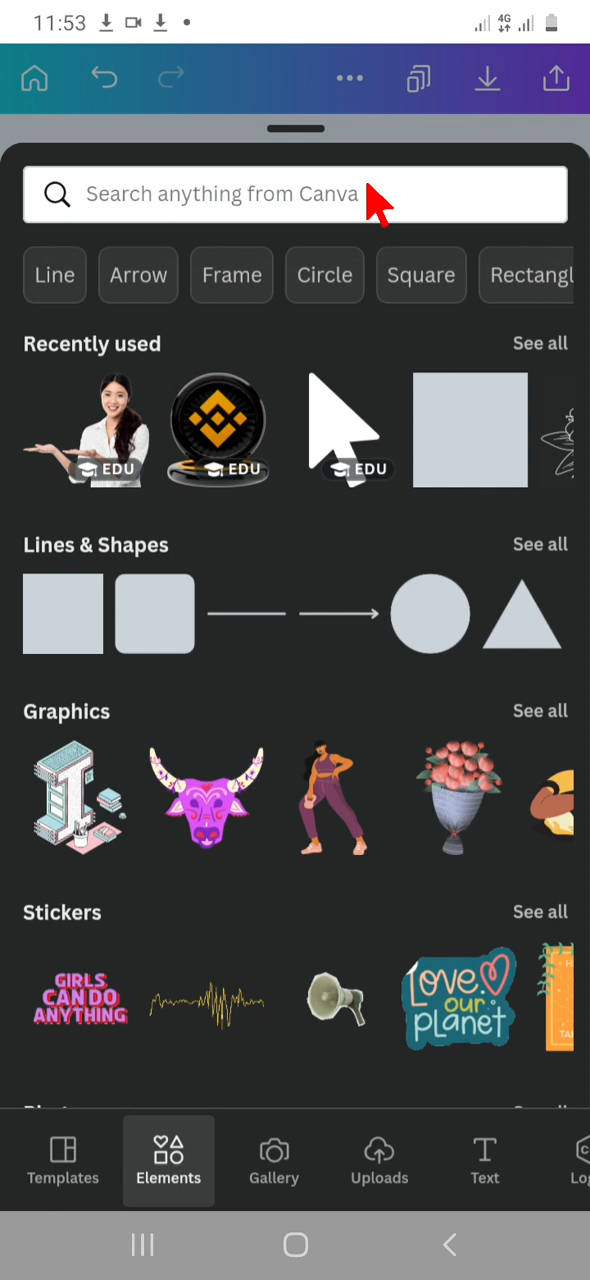 11:53
4G
Search anything from Canva
Line Arrow Frame Circle Square Rectangl
Recently used See all
EDU EDU EDU
Lines & Shapes See all
Graphics See all
Stickers See all
GIRLS
CAN DO
ANYTHING
Love
our
planet
Templates Elements Gallery Uploads Text